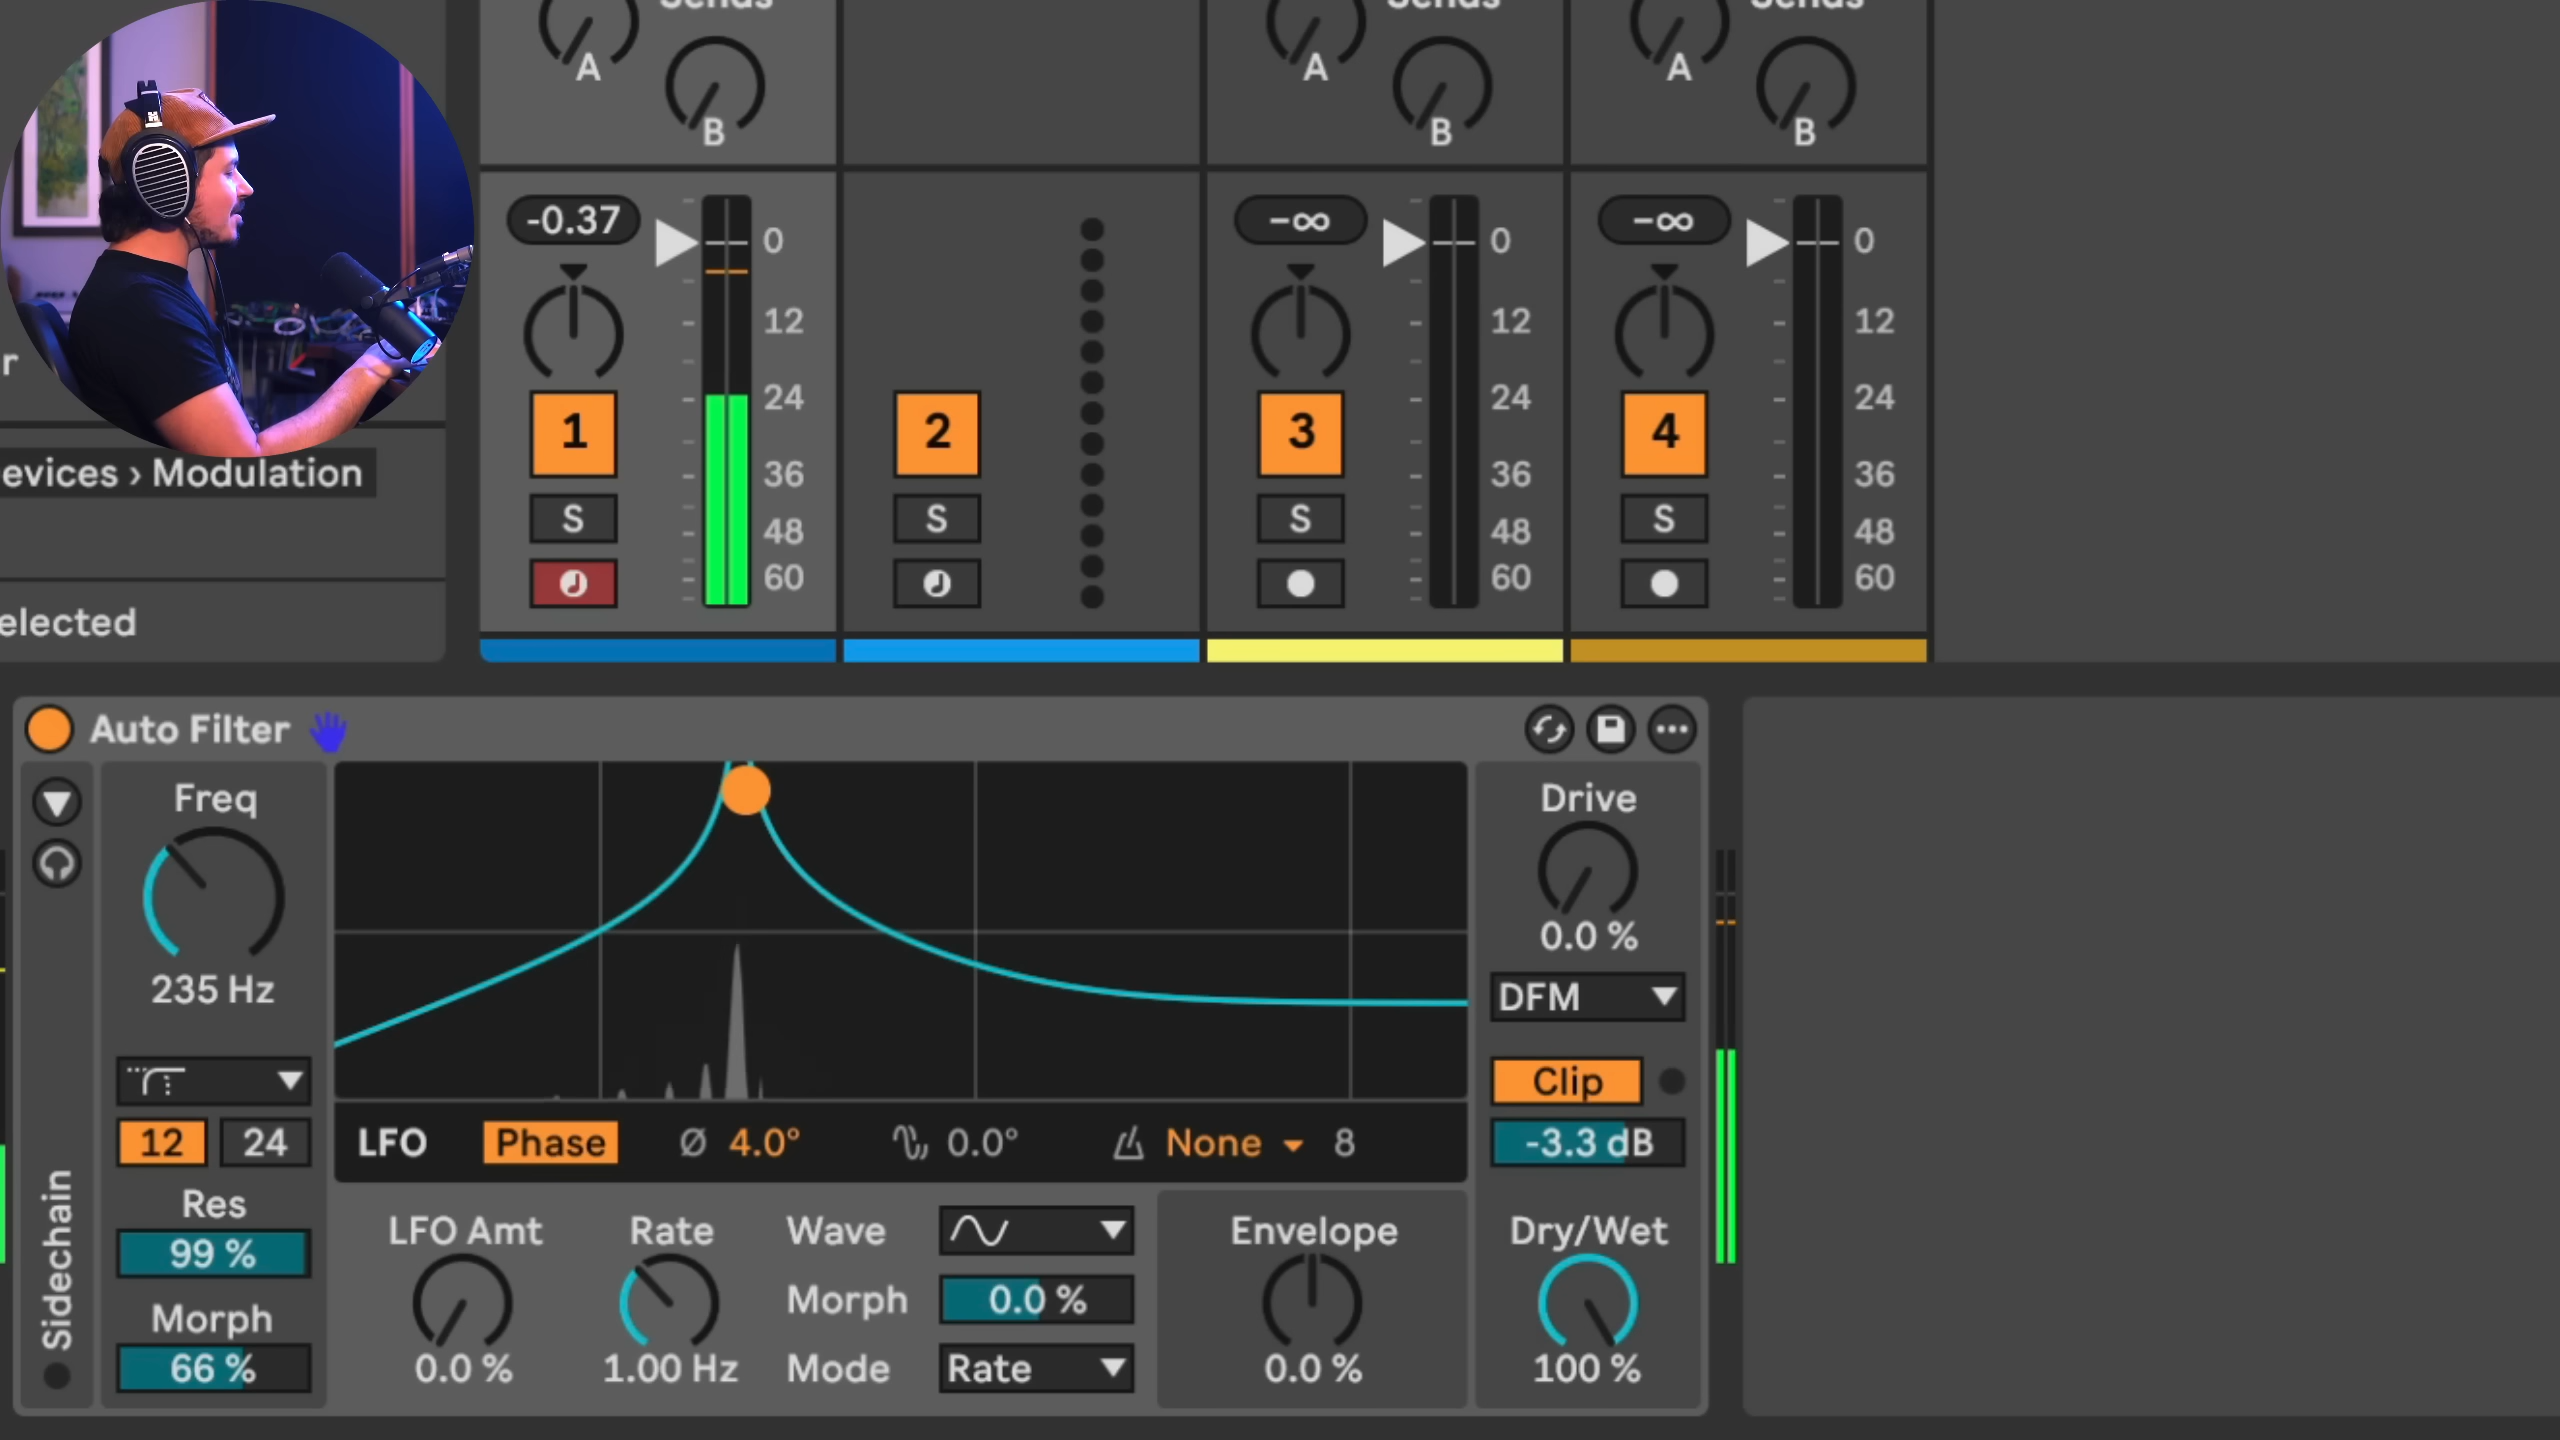 Sends
Sends
Sends
A
B
A
B
A
B
-0.37
0
12
24
36
48
60
1
S
2
S
-∞
0
12
24
36
48
60
3
S
-∞
0
12
24
36
48
60
4
S
r
evices › Modulation
elected
Auto Filter
Freq
235 Hz
12
24
Res
99 %
Morph
66 %
Sidechain
LFO
Phase
Ø
4.0°
0.0°
None
8
LFO Amt
0.0 %
Rate
1.00 Hz
Wave
Morph
0.0 %
Mode
Rate
Envelope
0.0 %
Drive
0.0 %
DFM
Clip
-3.3 dB
Dry/Wet
100 %